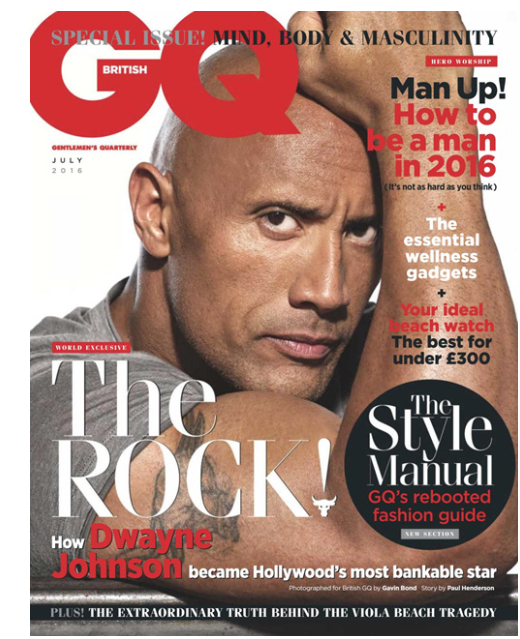 SPECIAL ISSUE! MIND, BODY & MASCULINITY
GQ
BRITISH
GENTLEMEN'S QUARTERLY
JULY
2016
HERO WORSHIP
Man Up!
How to
be a man
in 2016
(It's not as hard as you think)
+
The
essential
wellness
gadgets
+
Your ideal
beach watch
The best for
under £300
WORLD EXCLUSIVE
The
ROCK!
The
Style
Manual
GQ's rebooted
fashion guide
NEW SECTION
How Dwayne
Johnson became Hollywood's most bankable star
Photographed for British GQ by Gavin Bond Story by Paul Henderson
PLUS! THE EXTRAORDINARY TRUTH BEHIND THE VIOLA BEACH TRAGEDY